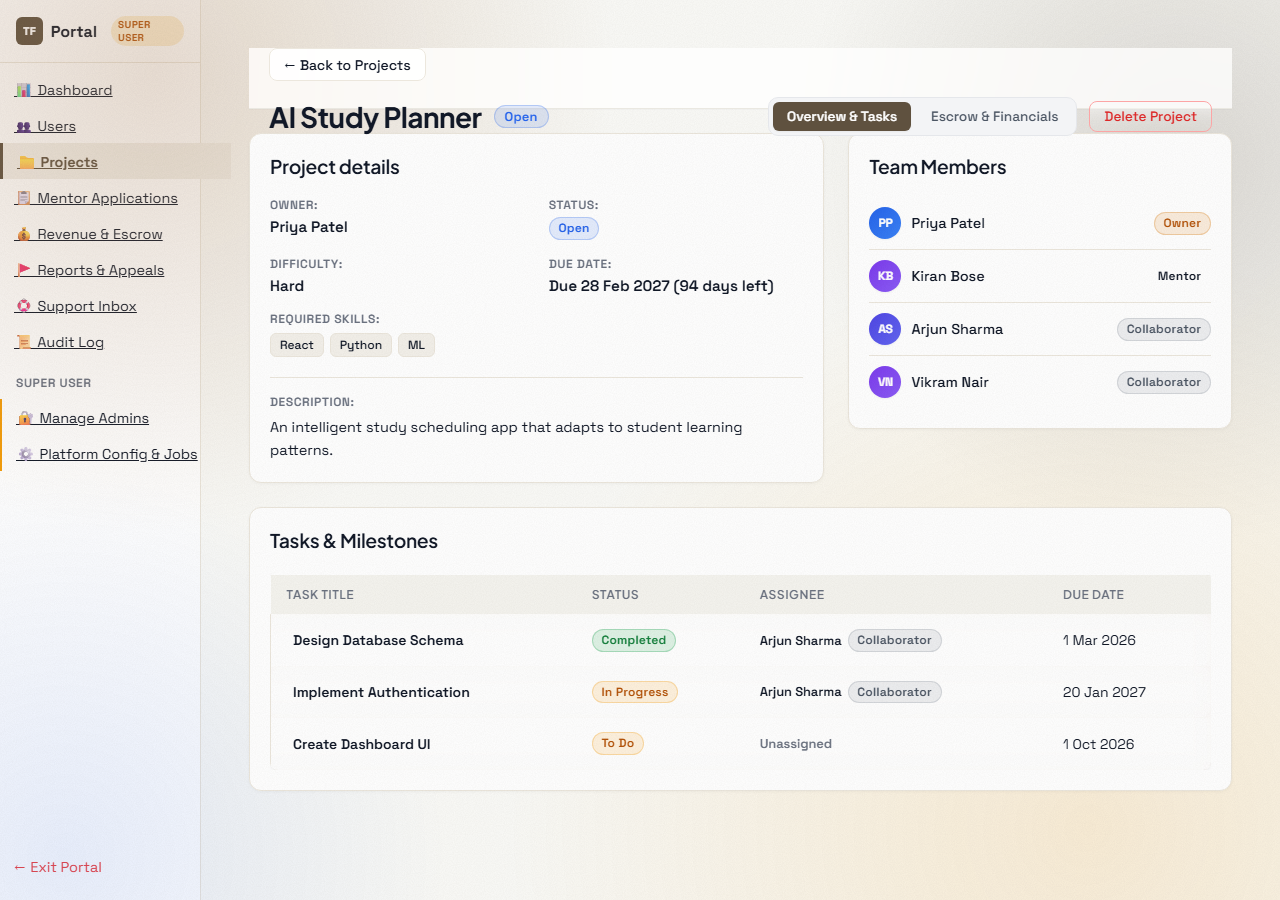 TF Portal SUPER USER
Dashboard
Users
Projects
Mentor Applications
Revenue & Escrow
Reports & Appeals
Support Inbox
Audit Log
SUPER USER
Manage Admins
Platform Config & Jobs
← Exit Portal
← Back to Projects
AI Study Planner Open
Overview & Tasks Escrow & Financials Delete Project
Project details
OWNER:
Priya Patel
STATUS:
Open
DIFFICULTY:
Hard
DUE DATE:
Due 28 Feb 2027 (94 days left)
REQUIRED SKILLS:
React Python ML
DESCRIPTION:
An intelligent study scheduling app that adapts to student learning
patterns.
Team Members
PP Priya Patel Owner
KB Kiran Bose Mentor
AS Arjun Sharma Collaborator
VN Vikram Nair Collaborator
Tasks & Milestones
TASK TITLE STATUS ASSIGNEE DUE DATE
Design Database Schema Completed Arjun Sharma Collaborator 1 Mar 2026
Implement Authentication In Progress Arjun Sharma Collaborator 20 Jan 2027
Create Dashboard UI To Do Unassigned 1 Oct 2026